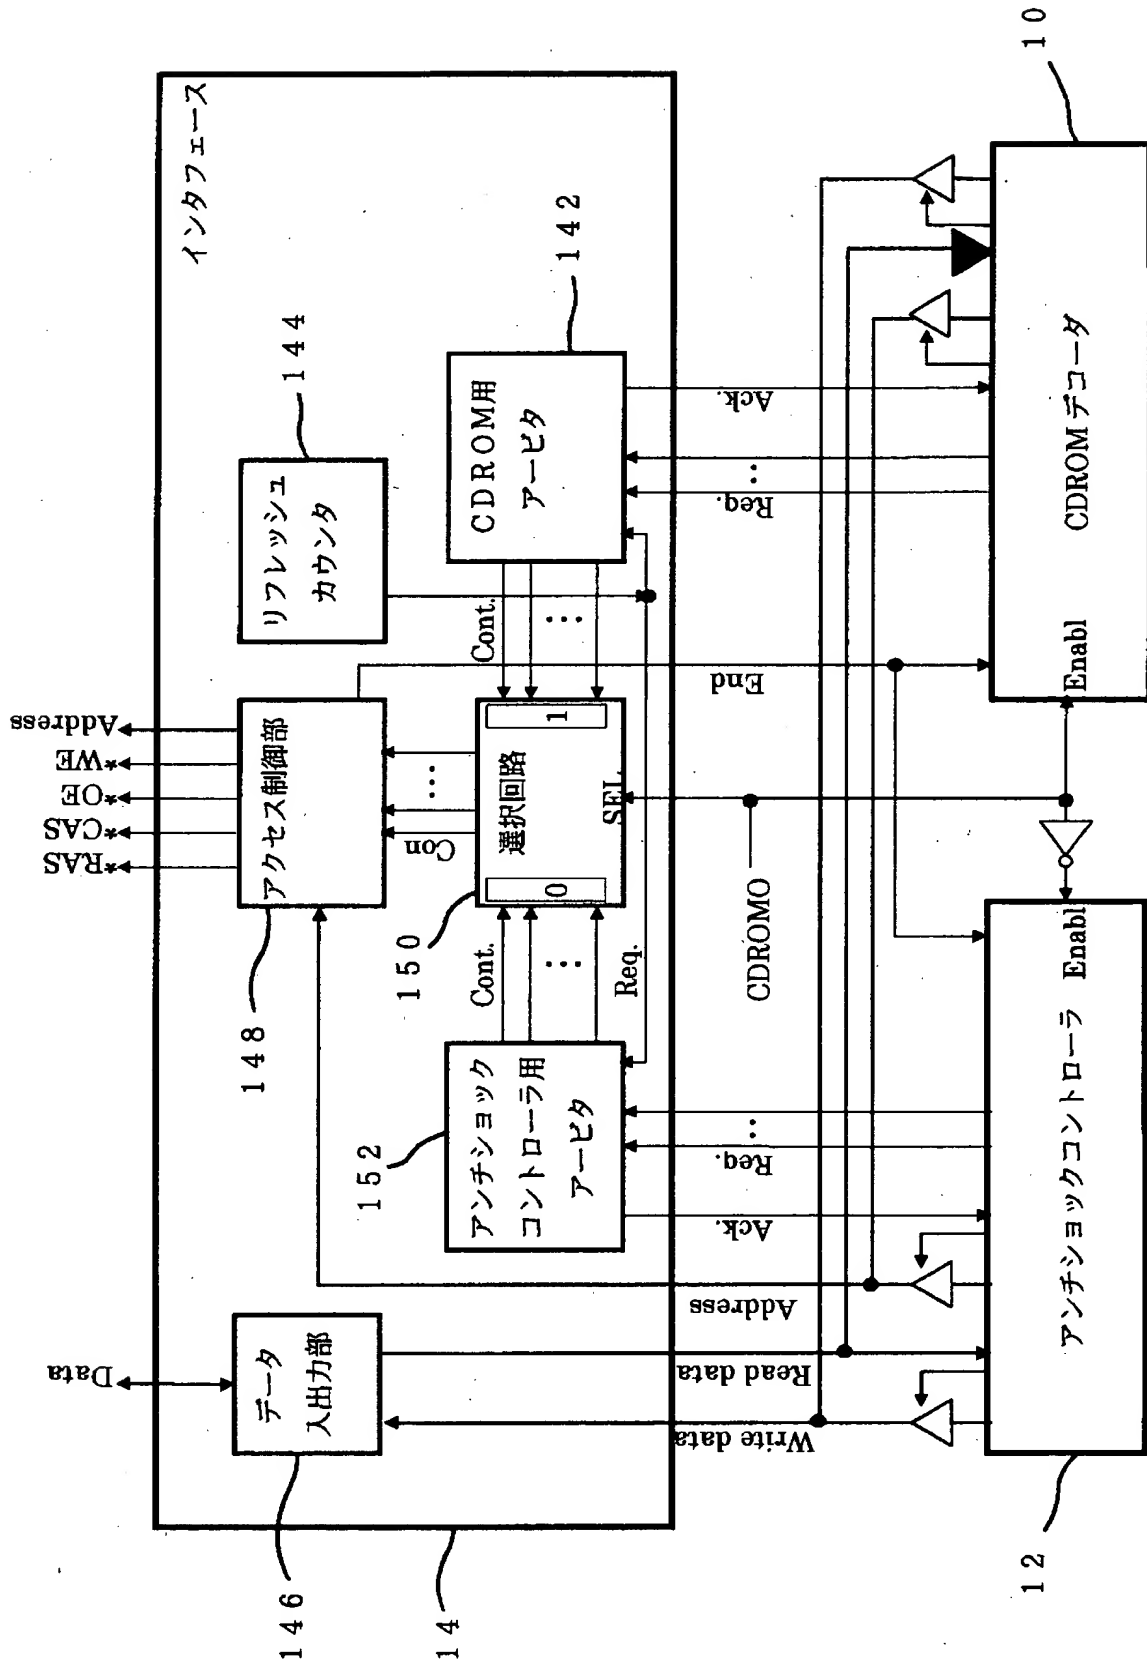 インタフェース
Data
*RAS
*CAS
*OE
*WE
Address
146
データ
入出力部
148
アクセス制御部
リフレッシュ
カウンタ
144
Con
152
アンチショック
コントローラ用
アービタ
Cont.
150
0
選択回路
1
SEL
Cont.
CDROM用
アービタ
142
Req.
14
Write data
Read data
Address
Ack.
Req.
CDROMO
End
Req.
Ack.
12
アンチショックコントローラ
Enabl
Enabl
CDROMデコーダ
10